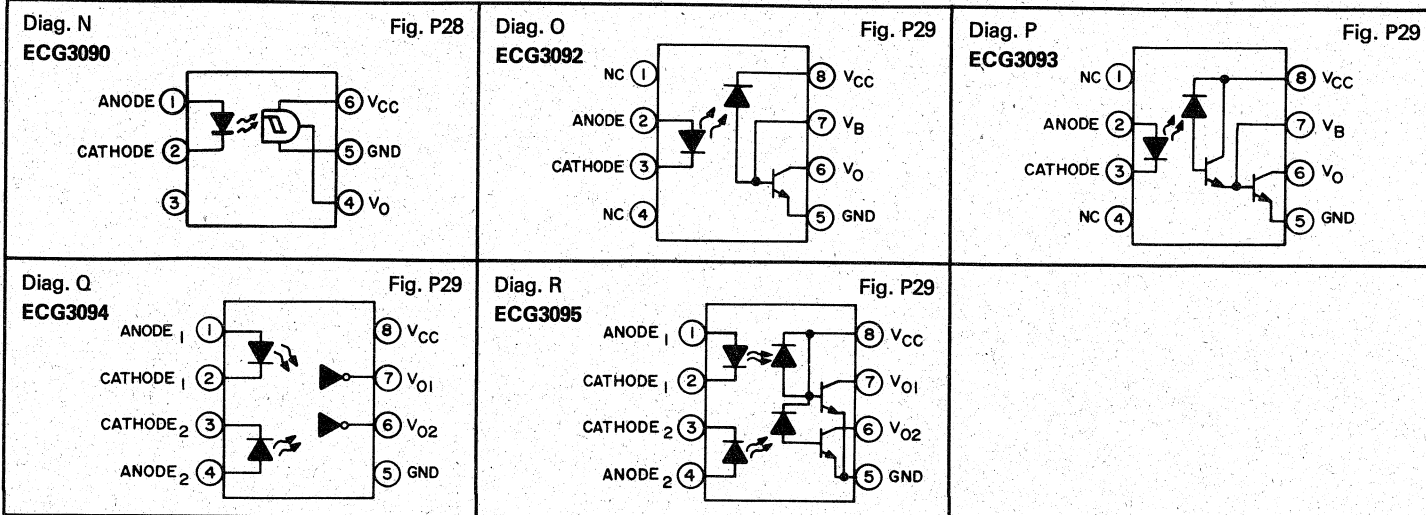 Diag. N Fig. P28
ECG3090
ANODE 1 6 VCC
CATHODE 2 5 GND
3 4 VO
Diag. O Fig. P29
ECG3092
NC 1 8 VCC
ANODE 2 7 VB
CATHODE 3 6 VO
NC 4 5 GND
Diag. P Fig. P29
ECG3093
NC 1 8 VCC
ANODE 2 7 VB
CATHODE 3 6 VO
NC 4 5 GND
Diag. Q Fig. P29
ECG3094
ANODE 1 1 8 VCC
CATHODE 1 2 7 VO1
CATHODE 2 3 6 VO2
ANODE 2 4 5 GND
Diag. R Fig. P29
ECG3095
ANODE 1 1 8 VCC
CATHODE 1 2 7 VO1
CATHODE 2 3 6 VO2
ANODE 2 4 5 GND